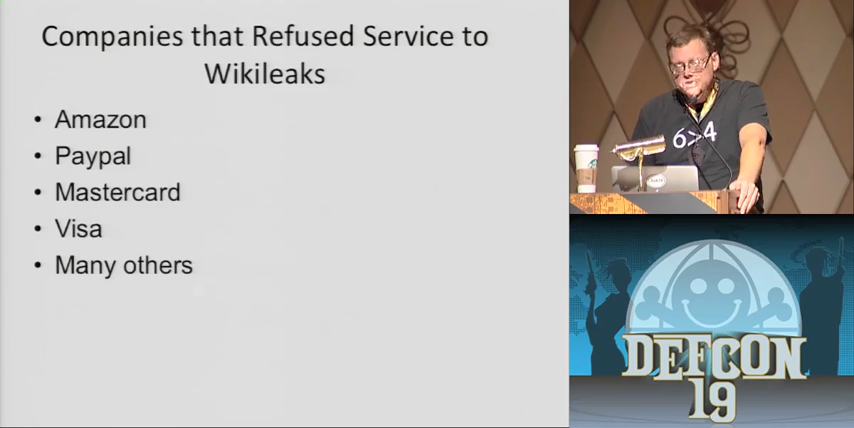 Companies that Refused Service to
Wikileaks
• Amazon
• Paypal
• Mastercard
• Visa
• Many others
6>4
DEFCON
19